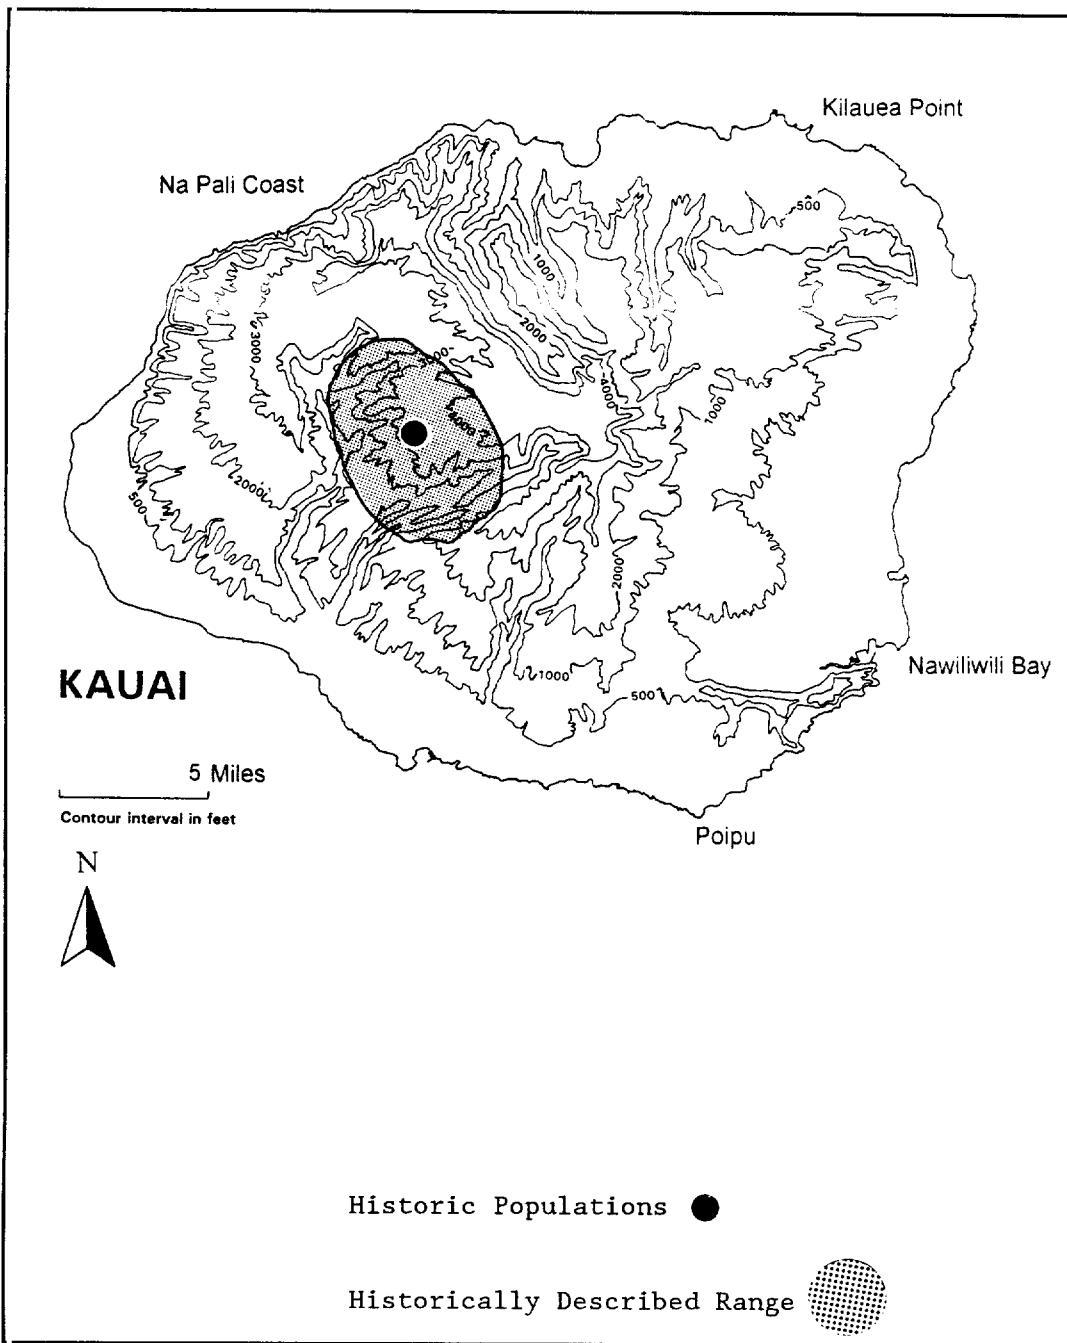 Kilauea Point
Na Pali Coast
500
1000
2000
3000
4000
4000
1000
2000
500
2000
1000
500
Nawiliwili Bay
KAUAI
5 Miles
Contour interval in feet
Poipu
N
Historic Populations
Historically Described Range